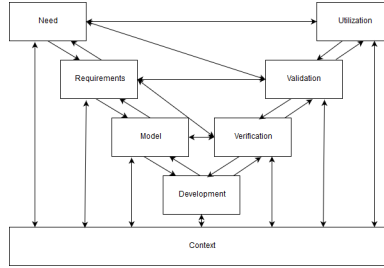 Need
Utilization
Requirements
Validation
Model
Verification
Development
Context